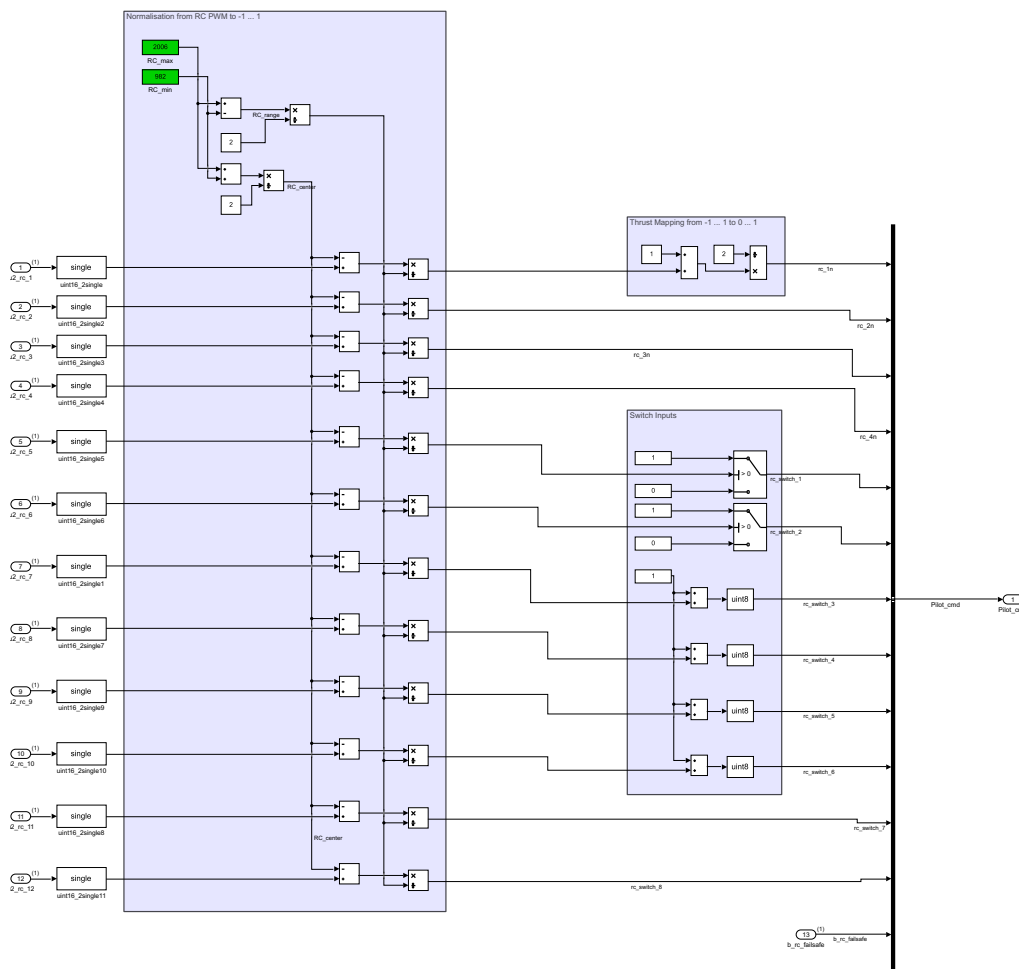 Normalisation from RC PWM to -1 ... 1
2006
RC_max
982
RC_min
RC_range
2
RC_center
2
Thrust Mapping from -1 ... 1 to 0 ... 1
1
2
rc_1n
1
(1)
single
uint16_2single
2
(1)
single
uint16_2single2
rc_2n
3
(1)
single
uint16_2single3
rc_3n
4
(1)
single
uint16_2single4
rc_4n
Switch Inputs
5
(1)
single
uint16_2single5
1
> 0
0
rc_switch_1
6
(1)
single
uint16_2single6
1
> 0
0
rc_switch_2
7
(1)
single
uint16_2single1
1
uint8
rc_switch_3
Pilot_cmd
1
8
(1)
single
uint16_2single7
uint8
rc_switch_4
9
(1)
single
uint16_2single9
uint8
rc_switch_5
10
(1)
single
uint16_2single10
uint8
rc_switch_6
11
(1)
single
uint16_2single8
RC_center
rc_switch_7
12
(1)
single
uint16_2single11
rc_switch_8
13
(1)
b_rc_failsafe
b_rc_failsafe